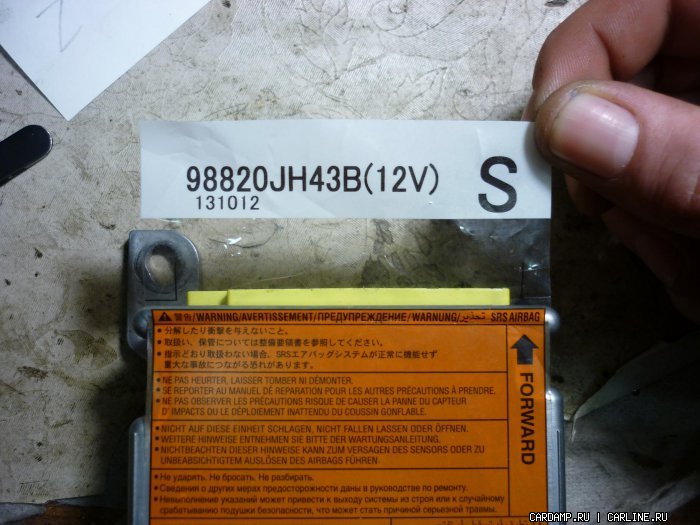 98820JH43B(12V)
131012
S
警告/WARNING/AVERTISSEMENT/ПРЕДУПРЕЖДЕНИЕ/WARNUNG/تحذير SRS AIRBAG
FORWARD
• 分解したり衝撃を与えないこと。
• 取扱い、保管については整備要領書を参照してください。
• 指示どおり取扱わない場合、SRSエアバッグシステムが正常に機能せず
重大な事故につながる恐れがあります。
• NE PAS HEURTER, LAISSER TOMBER NI DÉMONTER.
• SE REPORTER AU MANUEL DE REPARATION POUR LES AUTRES PRÉCAUTIONS À PRENDRE.
• NE PAS OBSERVER LES PRÉCAUTIONS RISQUE DE CAUSER LA PANNE DU CAPTEUR
D' IMPACTS OU LE DÉPLOIEMENT INATTENDU DU COUSSIN GONFLABLE.
• NICHT AUF DIESE EINHEIT SCHLAGEN, NICHT FALLEN LASSEN ODER ÖFFNEN.
• WEITERE HINWEISE ENTNEHMEN SIE BITTE DER WARTUNGSANLEITUNG.
• NICHTBEACHTEN DIESER HINWEISE KANN ZUM VERSAGEN DES SENSORS ODER ZU
UNBEABSICHTIGTEM AUSLÖSEN DES AIRBAGS FÜHREN.
• Не ударять. Не бросать. Не разбирать.
• Сведения о других мерах предосторожности даны в руководстве по ремонту.
• Невыполнение указаний может привести к выходу системы из строя или к случайному
срабатыванию подушки безопасности, что может стать причиной серьезной травмы.
CARDAMP.RU | CARLINE.RU